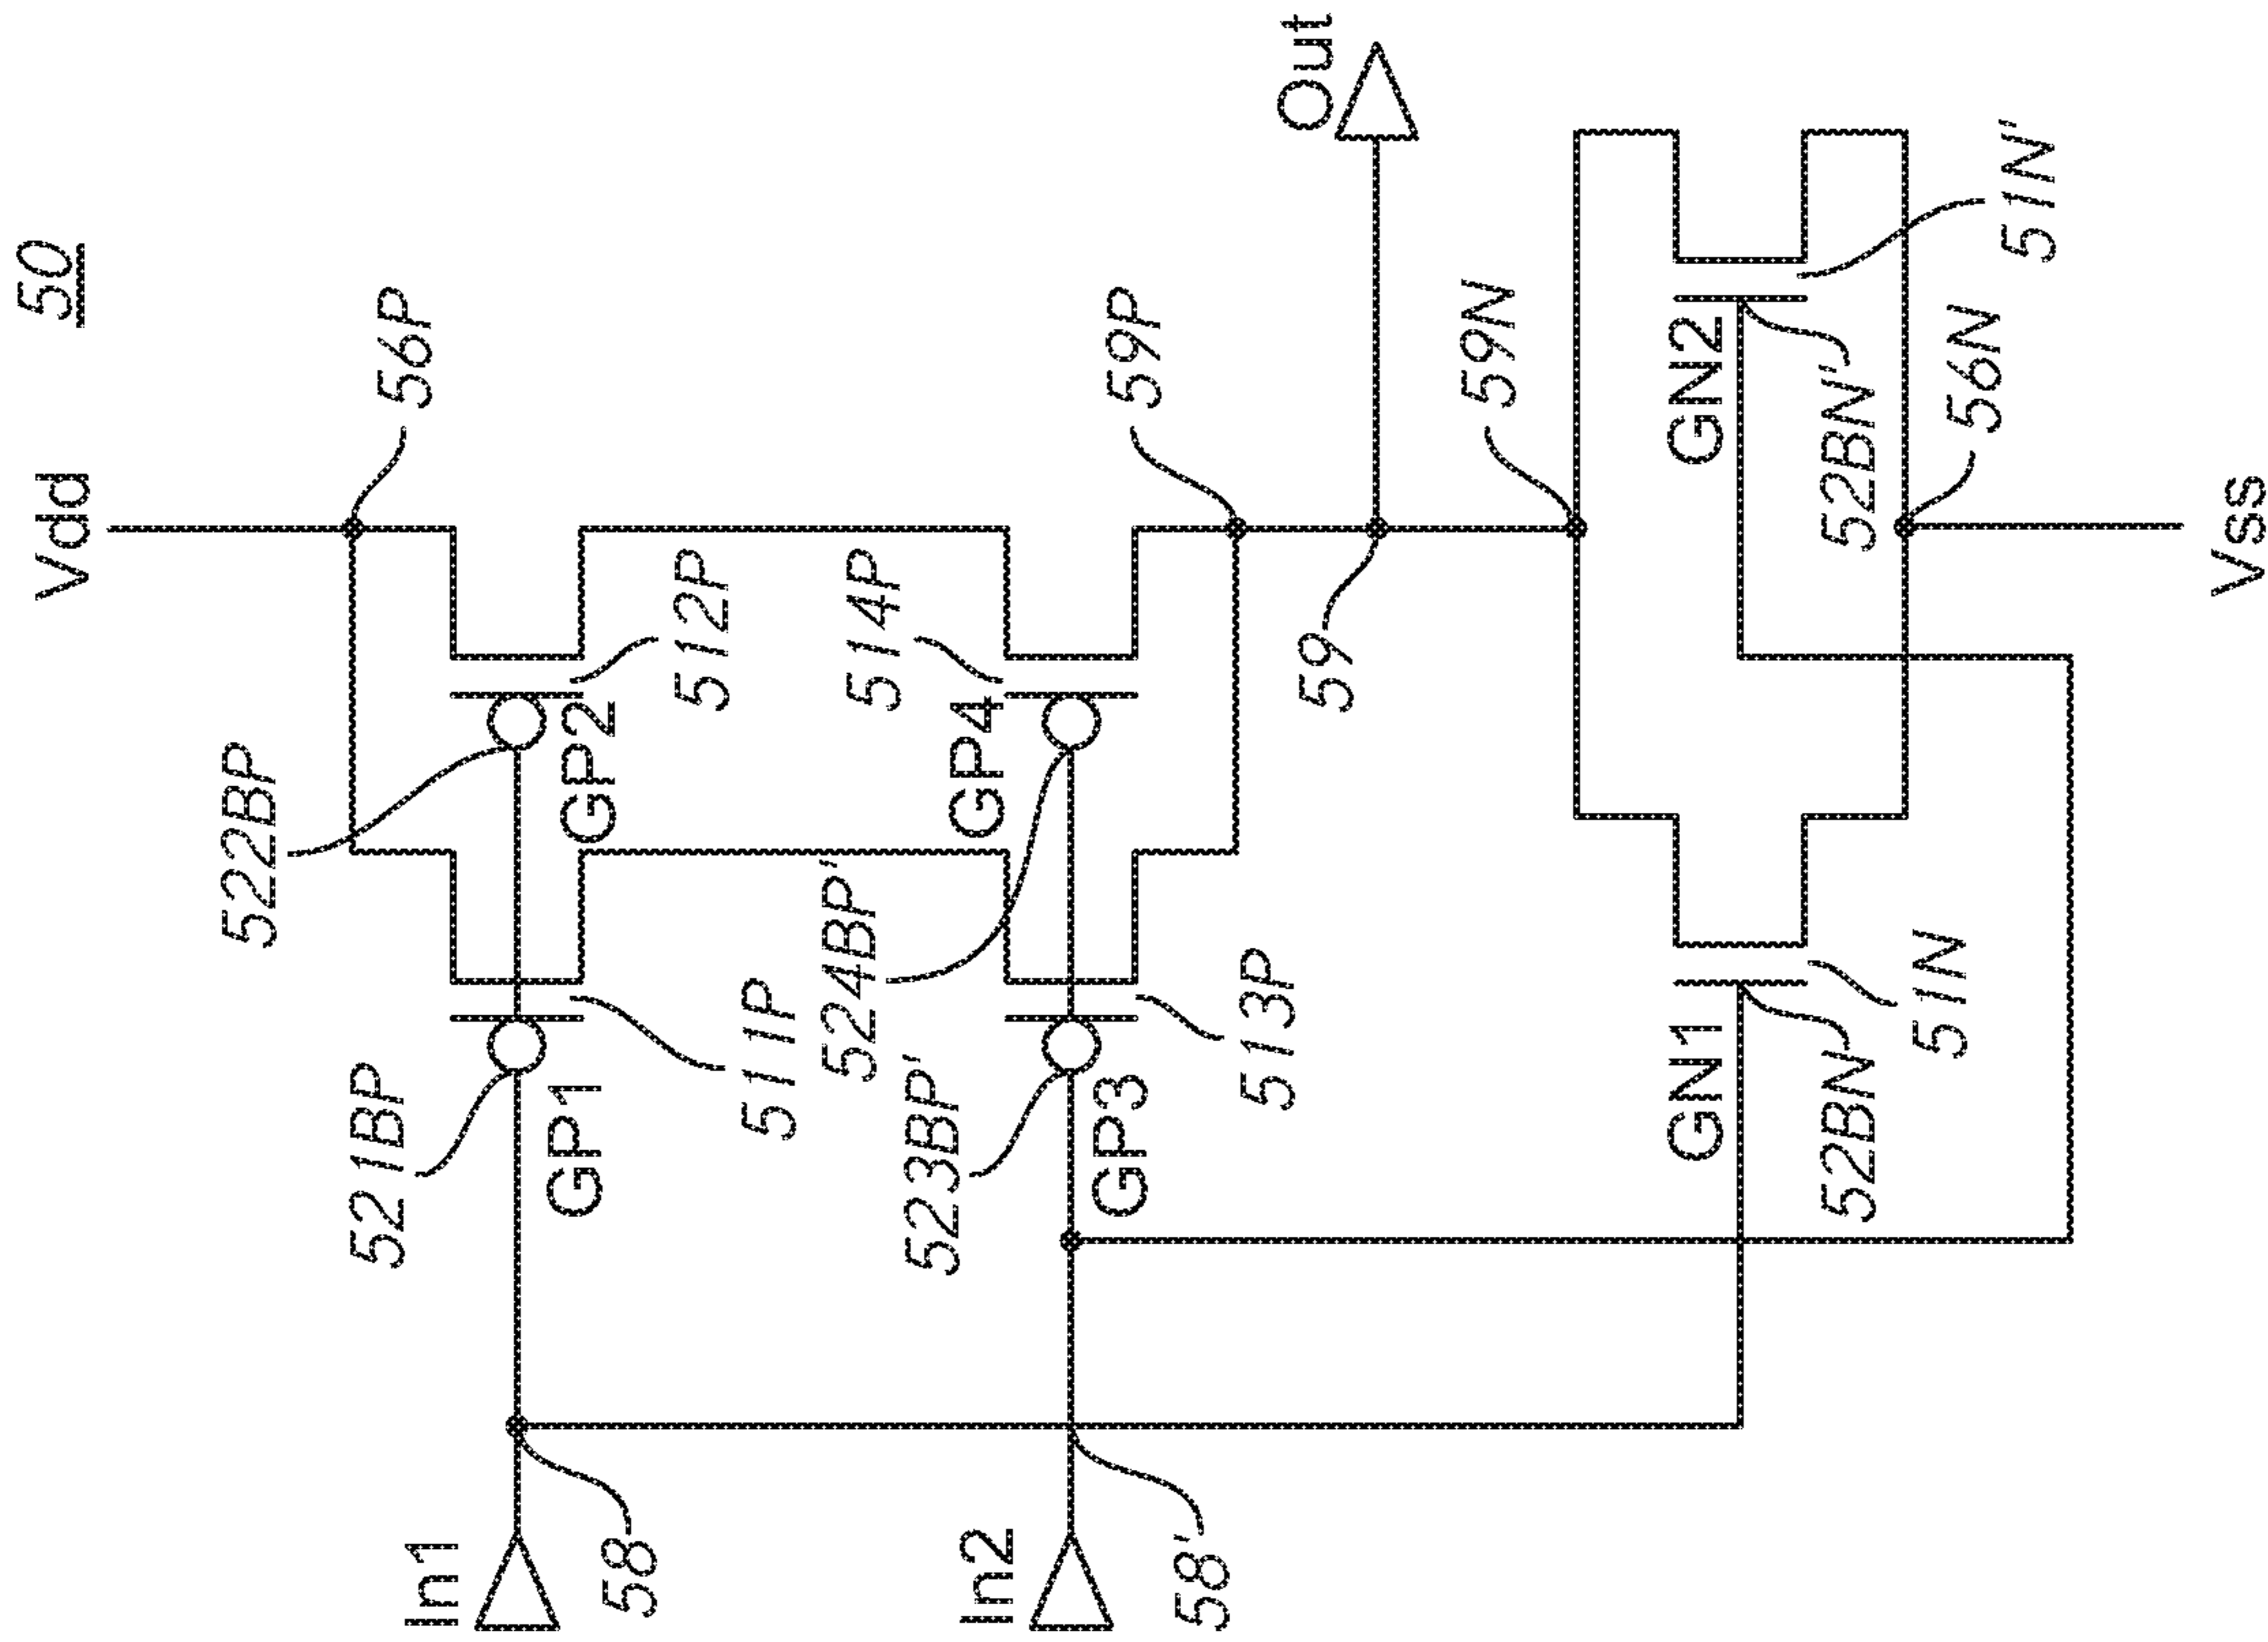 50
Vdd
56P
522BP
521BP
GP2
512P
GP1
511P
514P
GP4
524BP'
523BP'
GP3
513P
59P
Out
59
59N
In1
58
In2
58'
GN2
52BN'
51N'
GN1
52BN
51N
56N
Vss